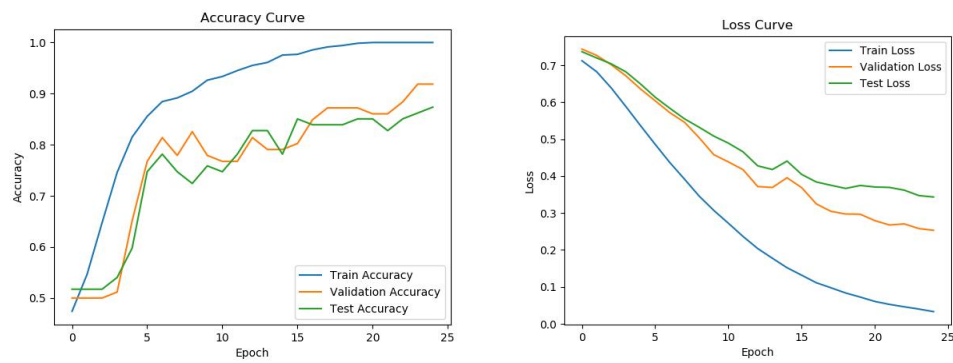 Accuracy Curve
1.0
0.9
0.8
0.7
0.6
0.5
Accuracy
Train Accuracy
Validation Accuracy
Test Accuracy
0 5 10 15 20 25
Epoch
Loss Curve
0.7
0.6
0.5
0.4
0.3
0.2
0.1
0.0
Loss
Train Loss
Validation Loss
Test Loss
0 5 10 15 20 25
Epoch